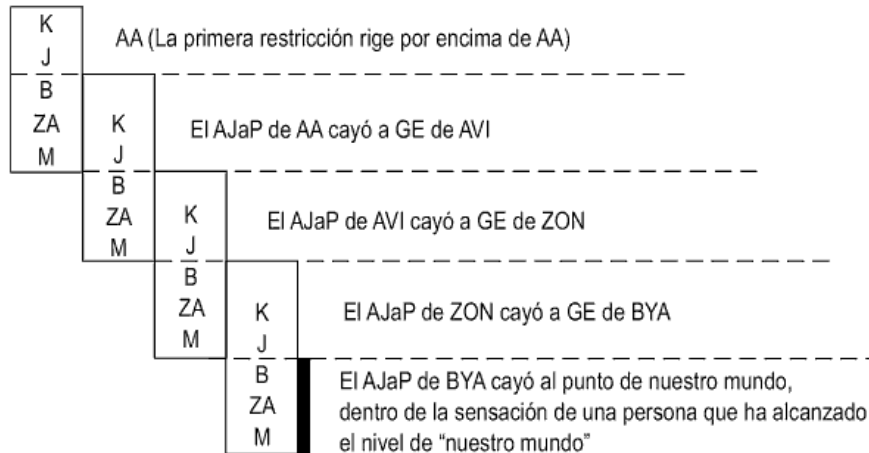 K
J
AA (La primera restricción rige por encima de AA)
B
ZA
M
K
J
El AJaP de AA cayó a GE de AVI
B
ZA
M
K
J
El AJaP de AVI cayó a GE de ZON
B
ZA
M
K
J
El AJaP de ZON cayó a GE de BYA
B
ZA
M
El AJaP de BYA cayó al punto de nuestro mundo,
dentro de la sensación de una persona que ha alcanzado
el nivel de “nuestro mundo”